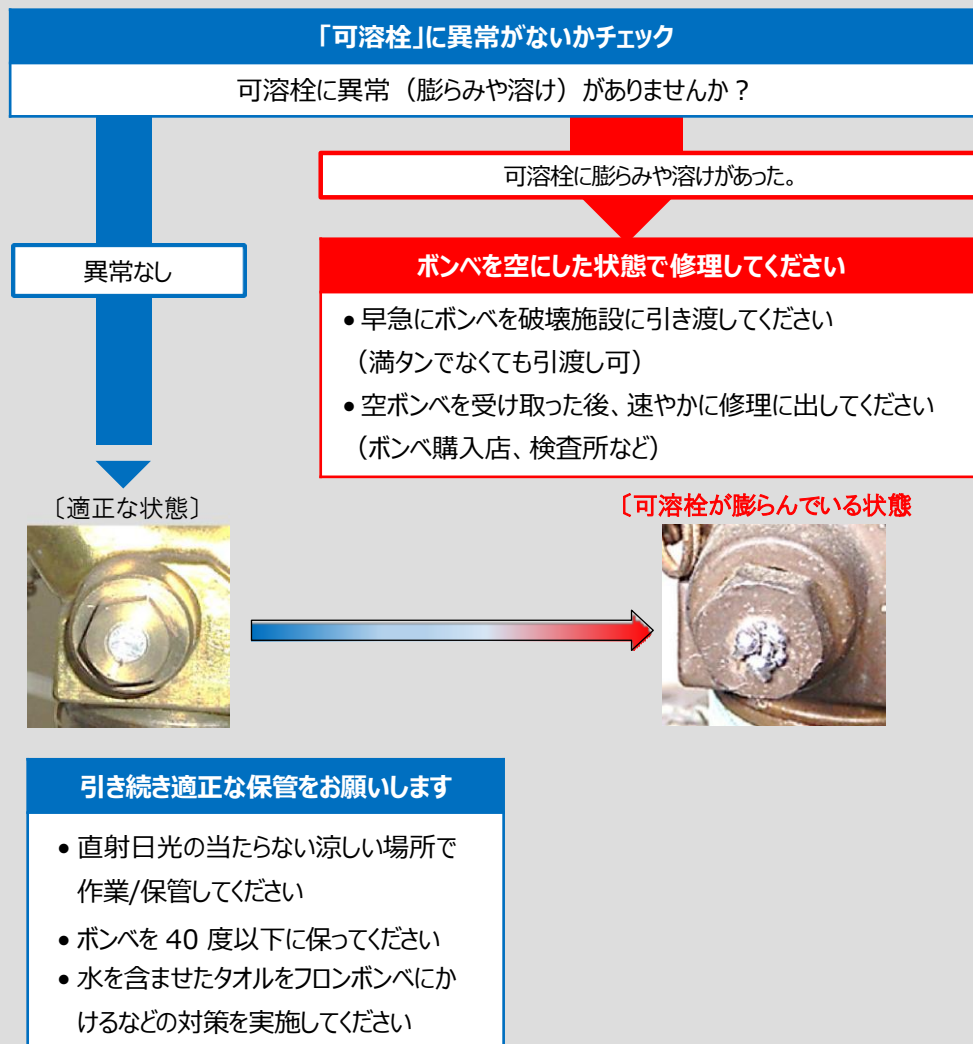 「可溶栓」に異常がないかチェック
可溶栓に異常（膨らみや溶け）がありませんか？
可溶栓に膨らみや溶けがあった。
異常なし
ボンベを空にした状態で修理してください
• 早急にボンベを破壊施設に引き渡してください
（満タンでなくても引渡し可）
• 空ボンベを受け取った後、速やかに修理に出してください
（ボンベ購入店、検査所など）
〔適正な状態〕
〔可溶栓が膨らんでいる状態
引き続き適正な保管をお願いします
• 直射日光の当たらない涼しい場所で
作業/保管してください
• ボンベを 40 度以下に保ってください
• 水を含ませたタオルをフロンボンベにか
けるなどの対策を実施してください